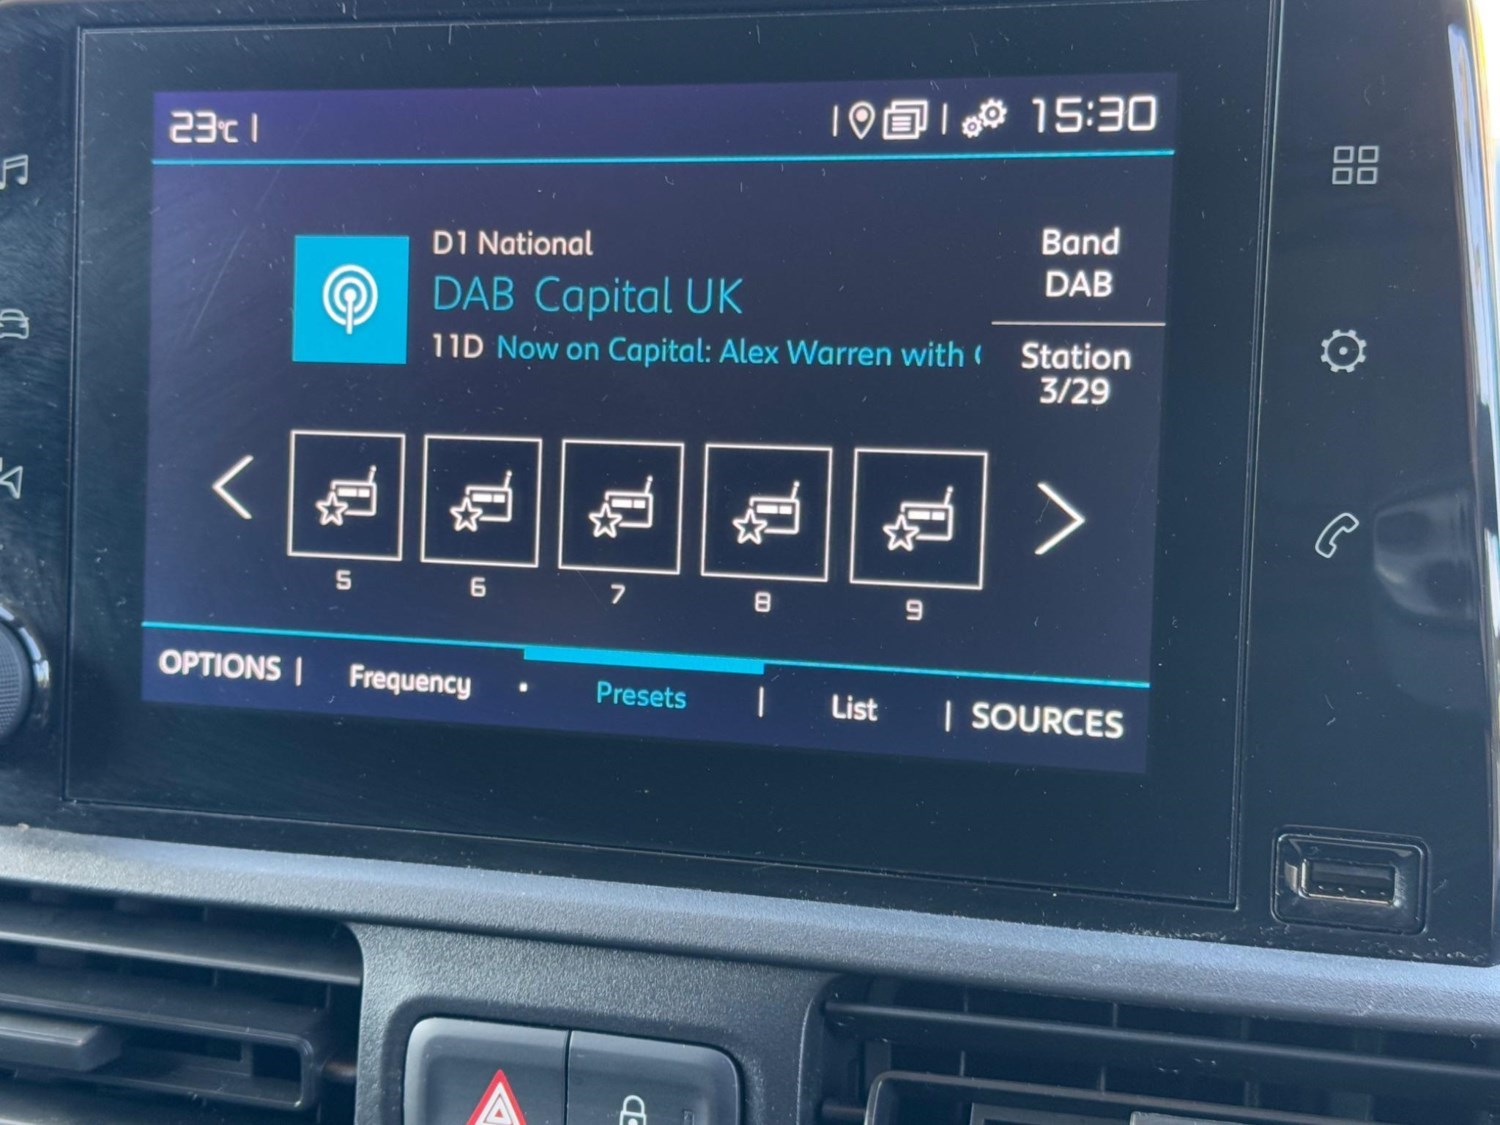 23°C
15:30
D1 National
DAB Capital UK
11D Now on Capital: Alex Warren with
Band
DAB
Station
3/29
5 6 7 8 9
OPTIONS Frequency Presets List SOURCES